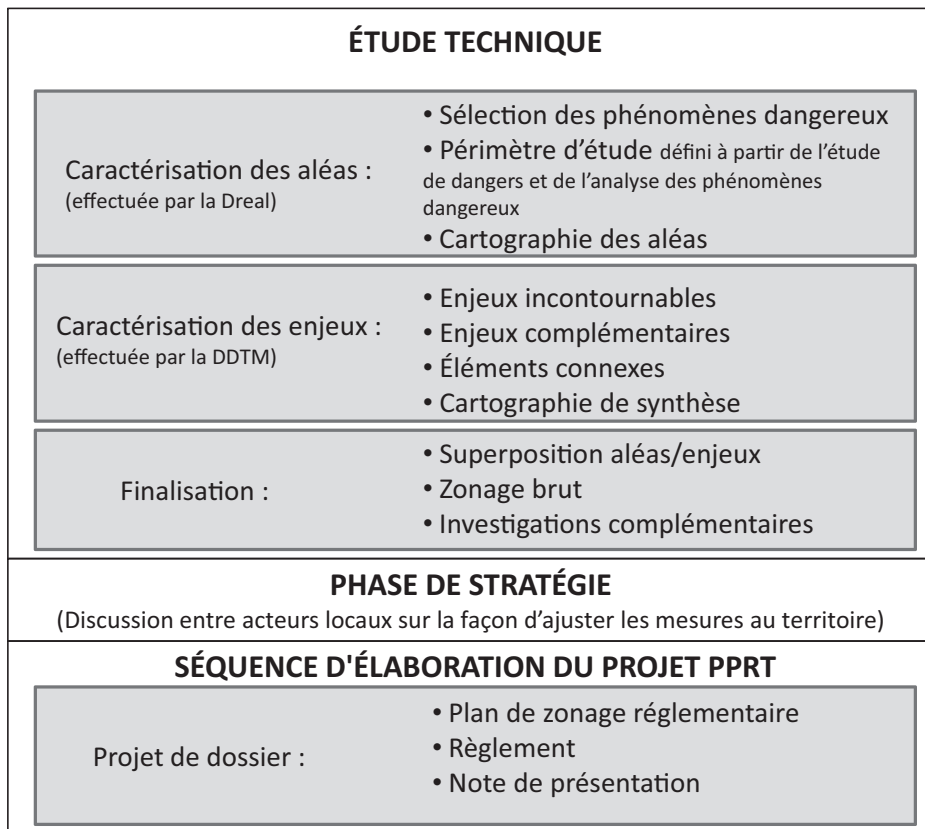 ÉTUDE TECHNIQUE
Caractérisation des aléas :
(effectuée par la Dreal)
• Sélection des phénomènes dangereux
• Périmètre d'étude défini à partir de l'étude
de dangers et de l'analyse des phénomènes
dangereux
• Cartographie des aléas
Caractérisation des enjeux :
(effectuée par la DDTM)
• Enjeux incontournables
• Enjeux complémentaires
• Éléments connexes
• Cartographie de synthèse
Finalisation :
• Superposition aléas/enjeux
• Zonage brut
• Investigations complémentaires
PHASE DE STRATÉGIE
(Discussion entre acteurs locaux sur la façon d'ajuster les mesures au territoire)
SÉQUENCE D'ÉLABORATION DU PROJET PPRT
Projet de dossier :
• Plan de zonage réglementaire
• Règlement
• Note de présentation